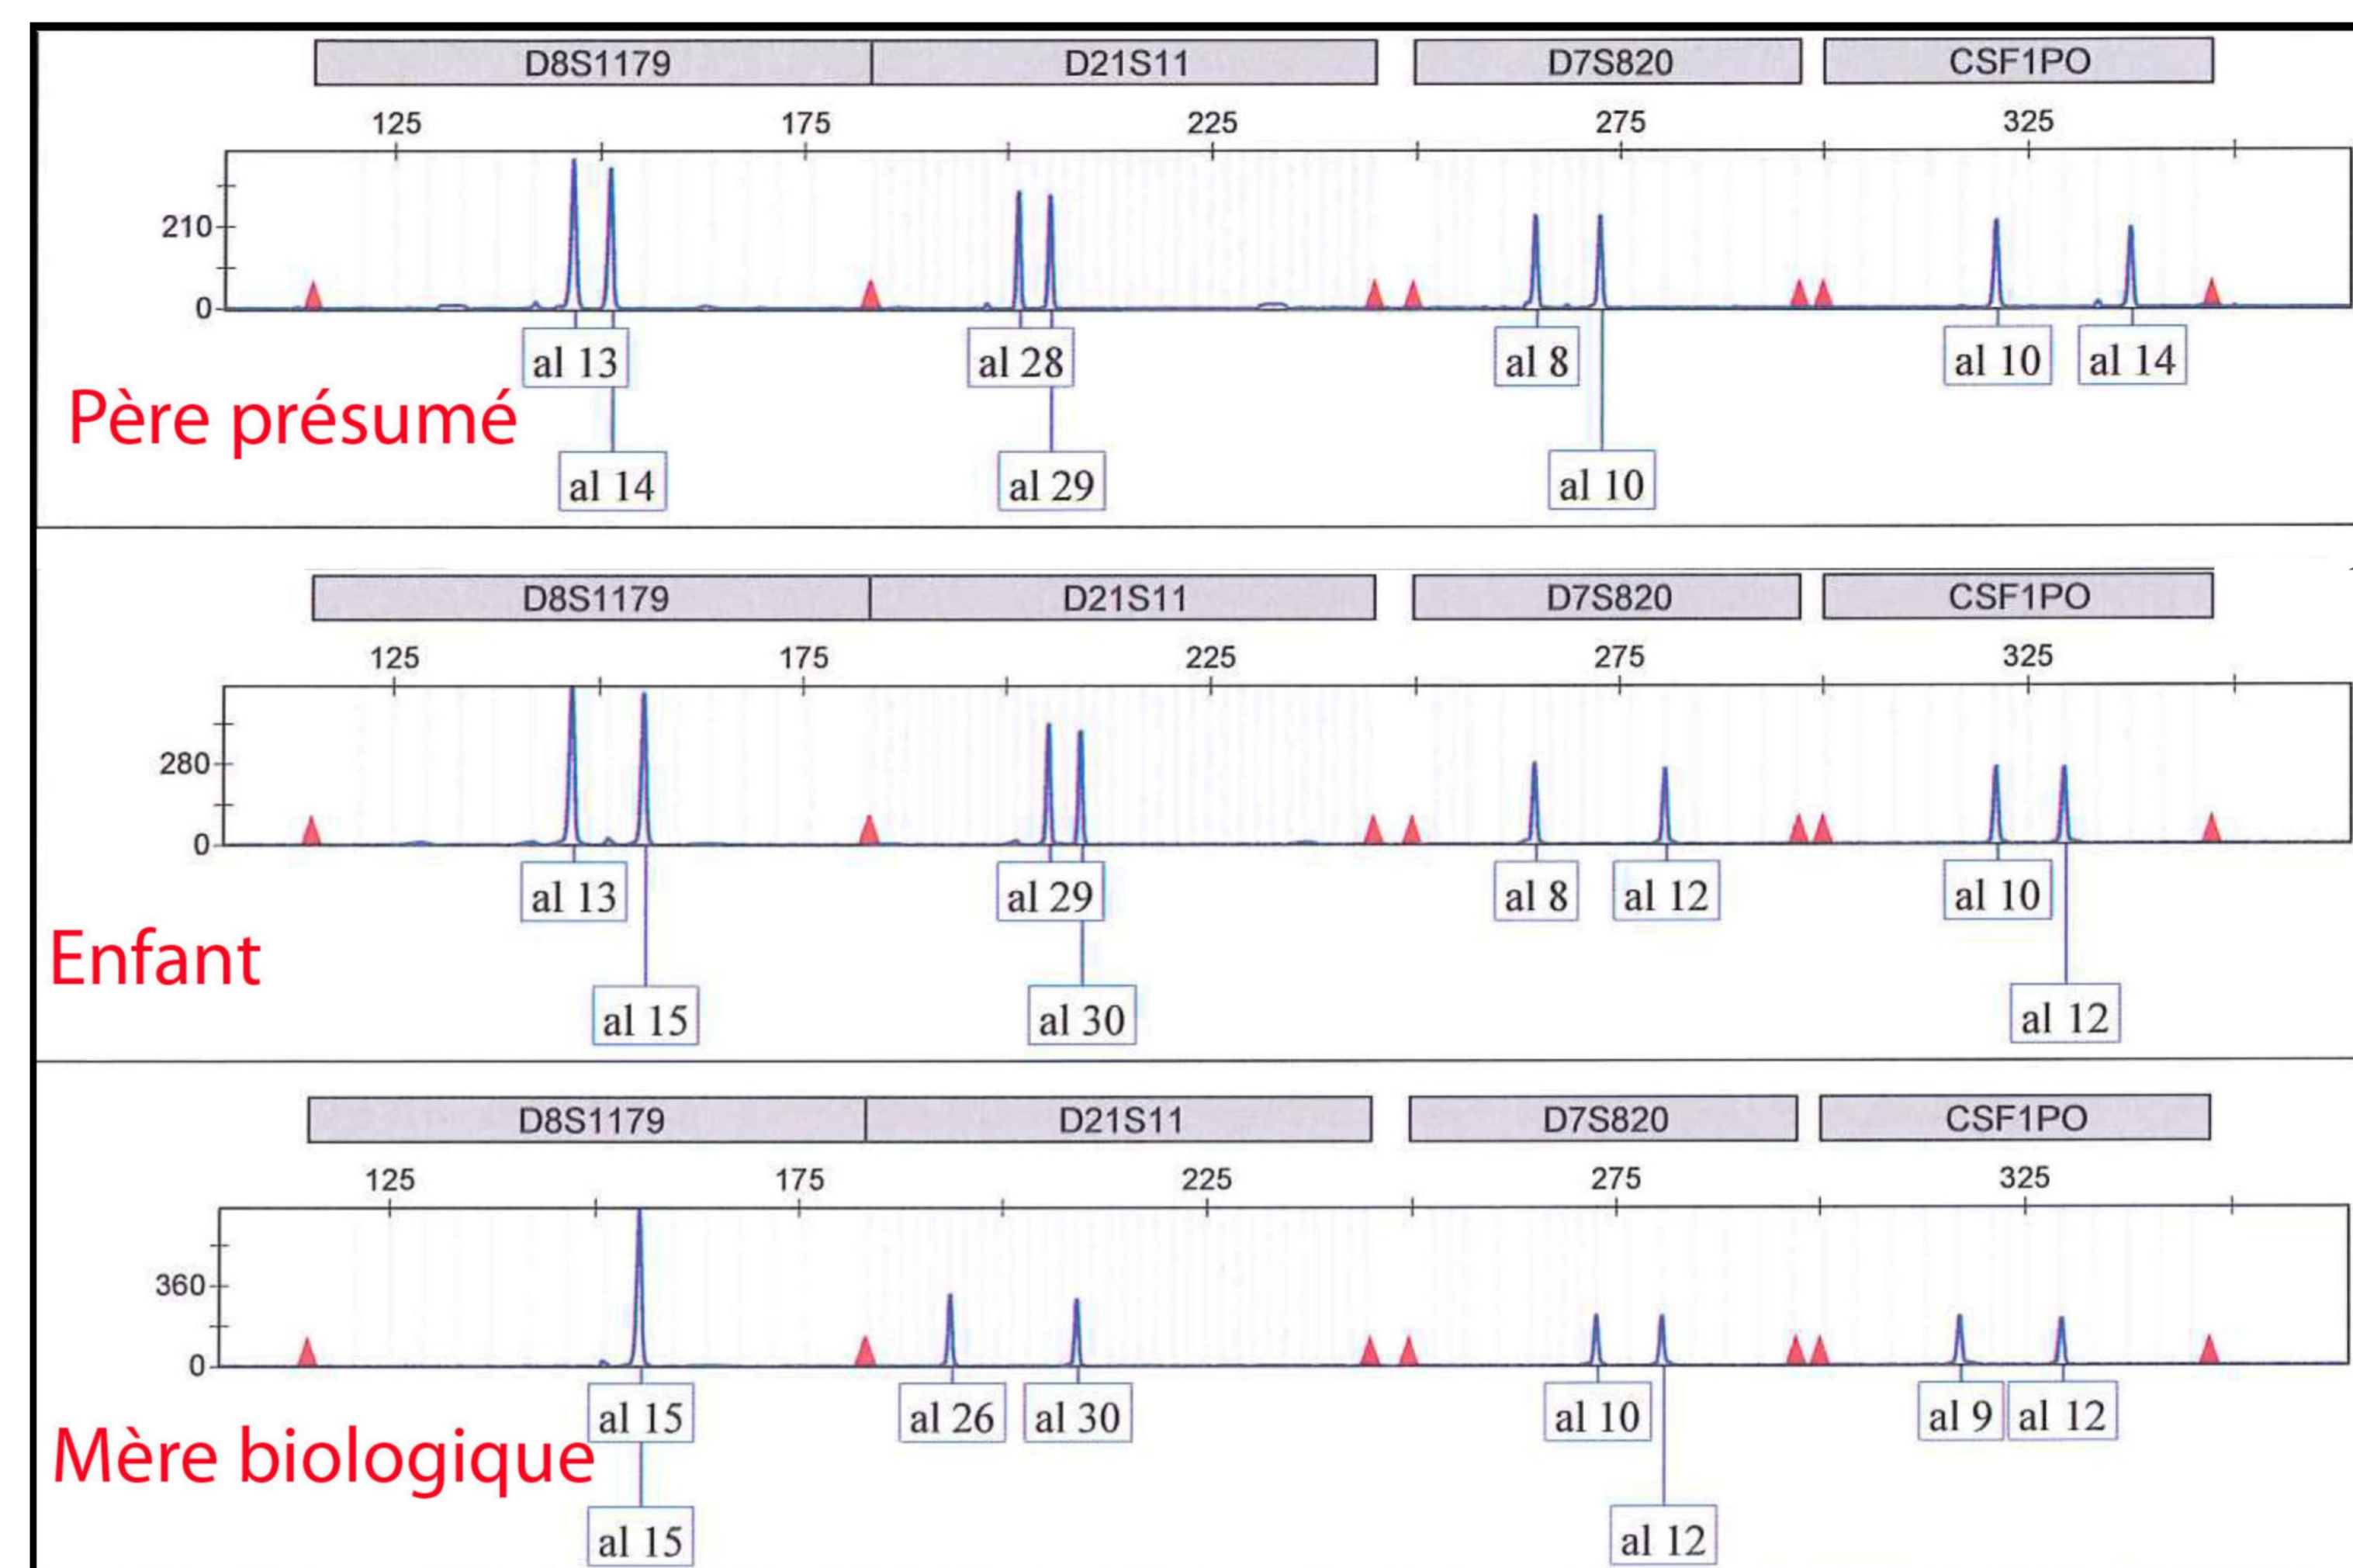 D8S1179 D21S11 D7S820 CSF1PO
125 175 225 275 325
210
0
al 13 al 28 al 8 al 10 al 14
Père présumé
al 14 al 29 al 10
D8S1179 D21S11 D7S820 CSF1PO
125 175 225 275 325
280
0
al 13 al 29 al 8 al 12 al 10
Enfant
al 15 al 30 al 12
D8S1179 D21S11 D7S820 CSF1PO
125 175 225 275 325
360
0
al 15 al 26 al 30 al 10 al 9 al 12
Mère biologique
al 15 al 12